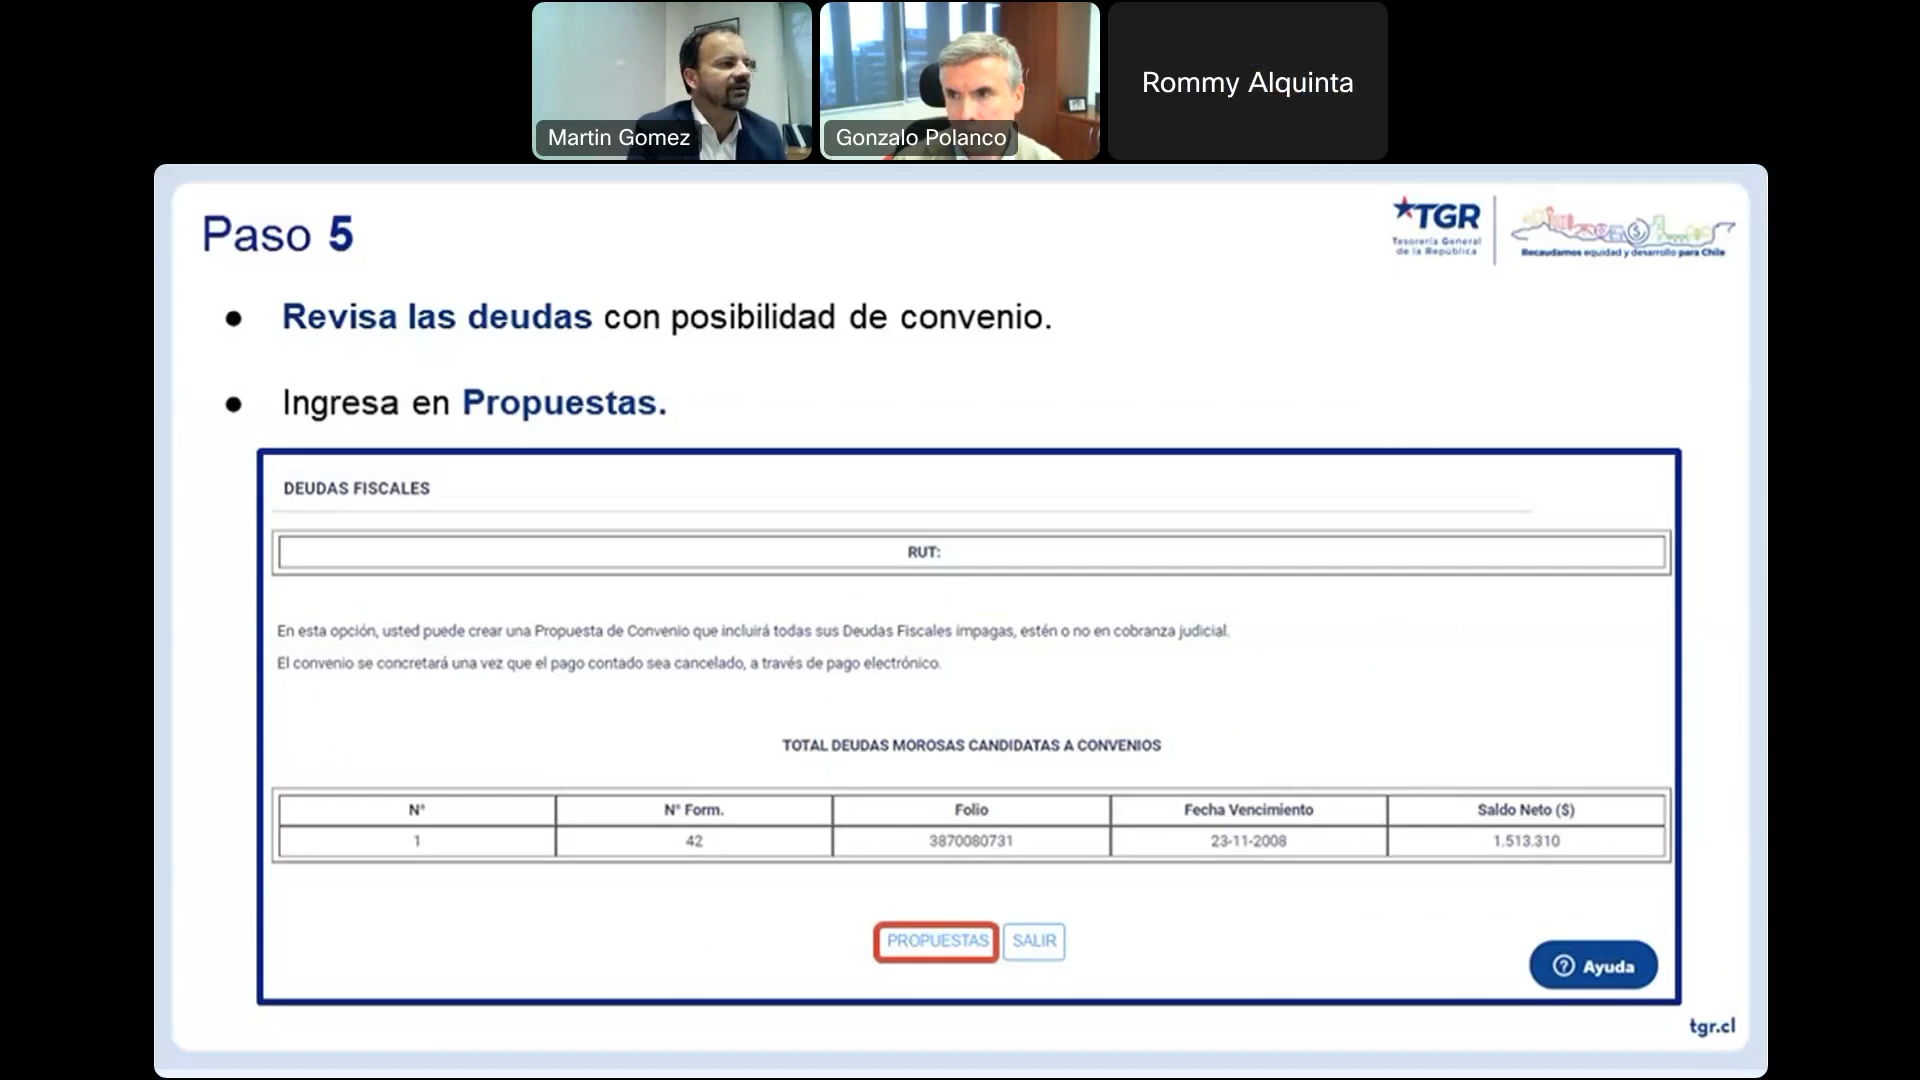 Martin Gomez
Gonzalo Polanco
Rommy Alquinta
Paso 5
TGR
Tesorería General
de la República
Recaudamos equidad y desarrollo para Chile
● Revisa las deudas con posibilidad de convenio.
● Ingresa en Propuestas.
DEUDAS FISCALES
RUT:
En esta opción, usted puede crear una Propuesta de Convenio que incluirá todas sus Deudas Fiscales impagas, estén o no en cobranza judicial.
El convenio se concretará una vez que el pago contado sea cancelado, a través de pago electrónico.
TOTAL DEUDAS MOROSAS CANDIDATAS A CONVENIOS
N° N° Form. Folio Fecha Vencimiento Saldo Neto ($)
1 42 3870080731 23-11-2008 1.513.310
PROPUESTAS SALIR
? Ayuda
tgr.cl